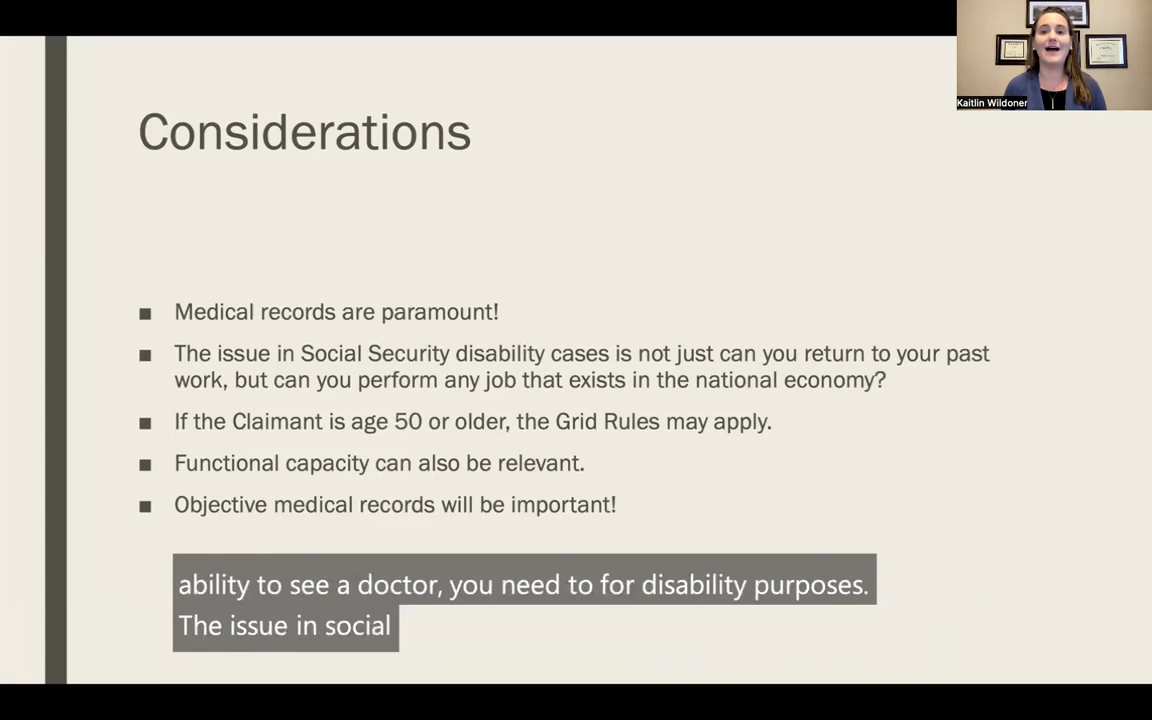 Considerations
Kaitlin Wildoner
■ Medical records are paramount!
■ The issue in Social Security disability cases is not just can you return to your past
work, but can you perform any job that exists in the national economy?
■ If the Claimant is age 50 or older, the Grid Rules may apply.
■ Functional capacity can also be relevant.
■ Objective medical records will be important!
ability to see a doctor, you need to for disability purposes.
The issue in social